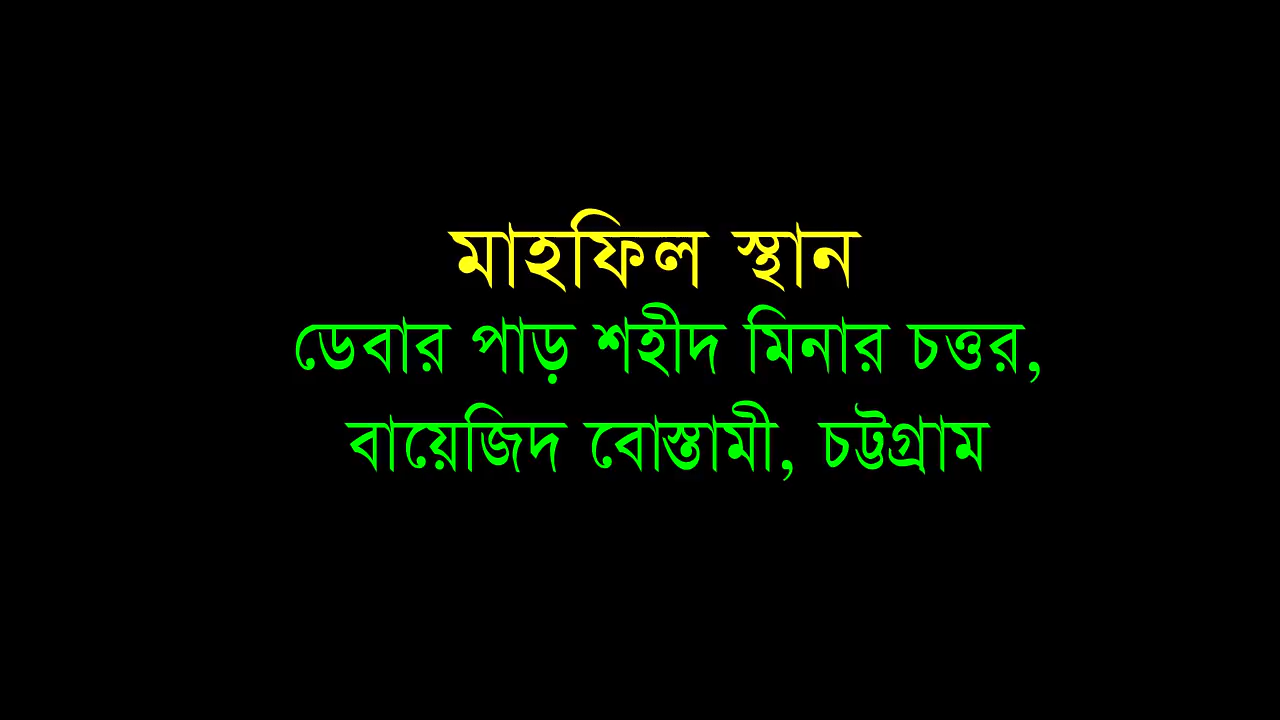 মাহফিল স্থান
ডেবার পাড় শহীদ মিনার চত্তর,
বায়েজিদ বোস্তামী, চট্টগ্রাম